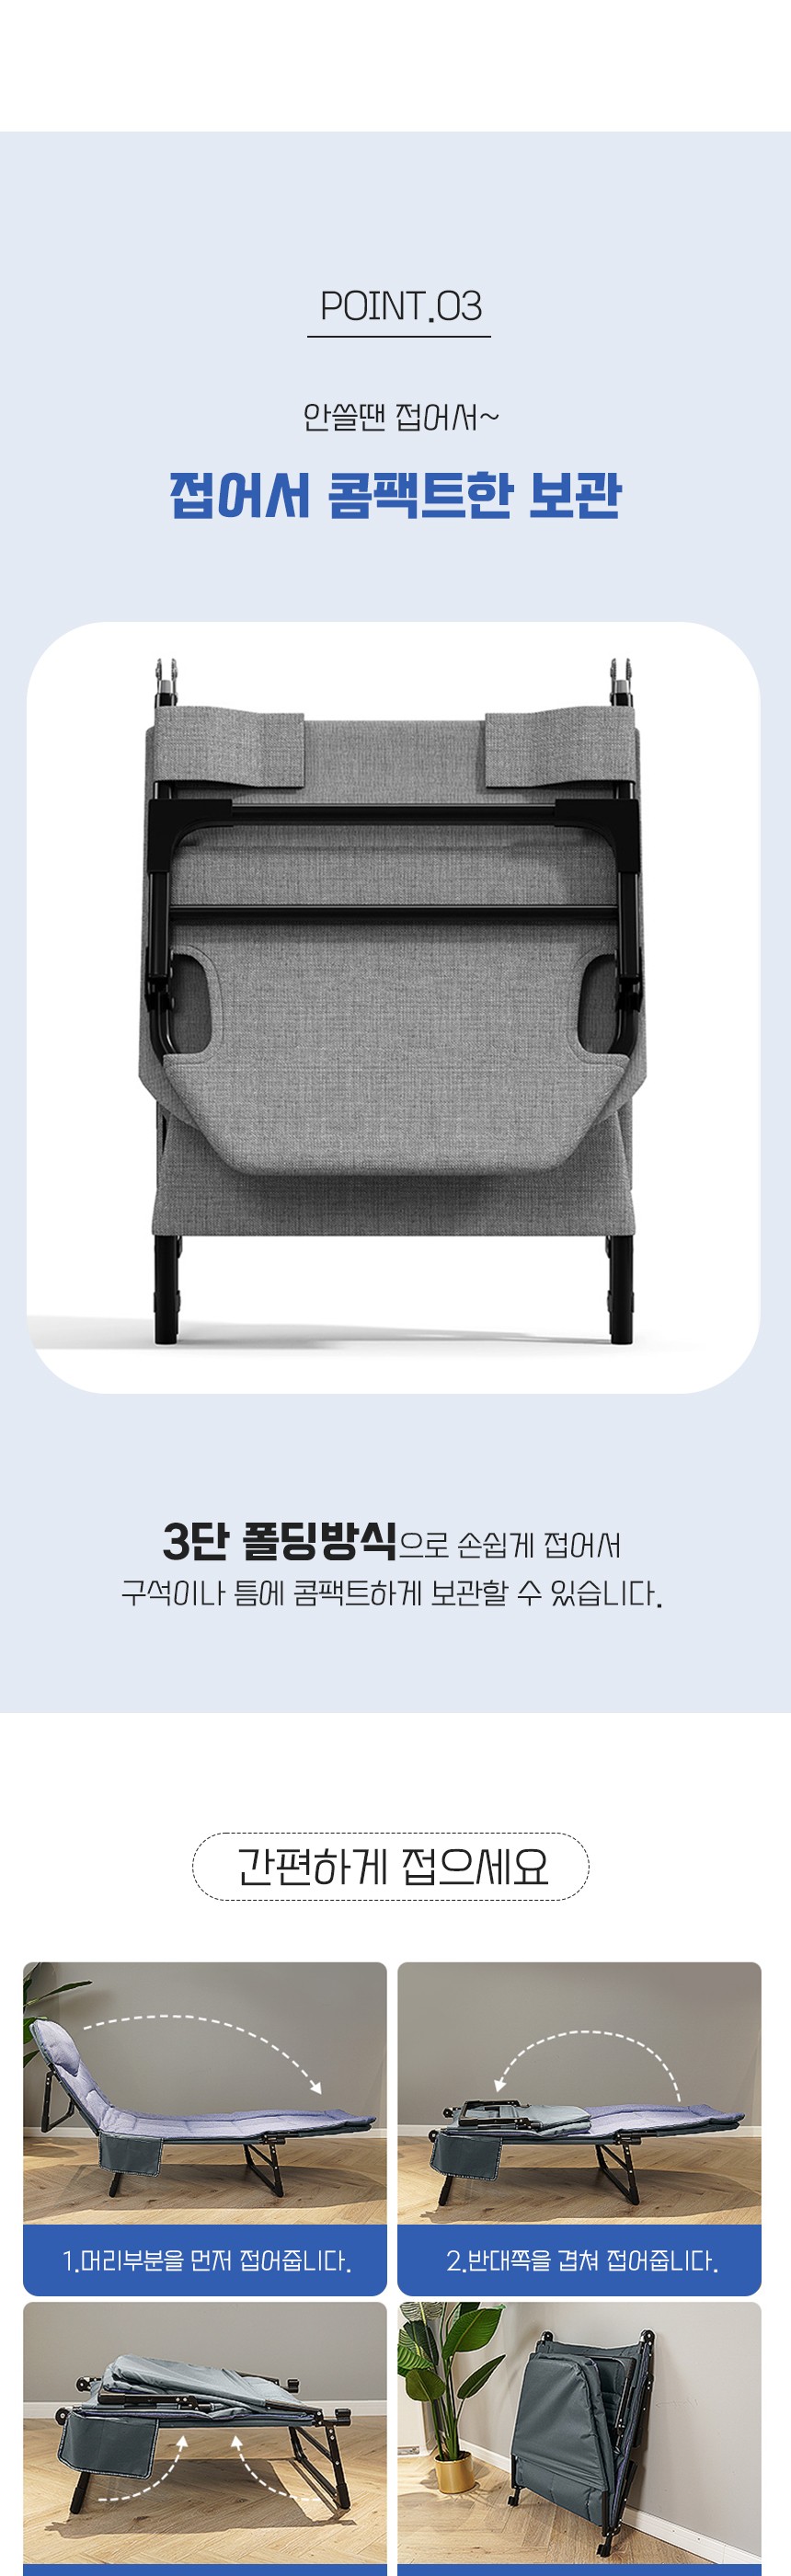 POINT.03
안쓸땐 접어서~
접어서 콤팩트한 보관
3단 폴딩방식으로 손쉽게 접어서
구석이나 틈에 콤팩트하게 보관할 수 있습니다.
간편하게 접으세요
1.머리부분을 먼저 접어줍니다.
2.반대쪽을 겹쳐 접어줍니다.